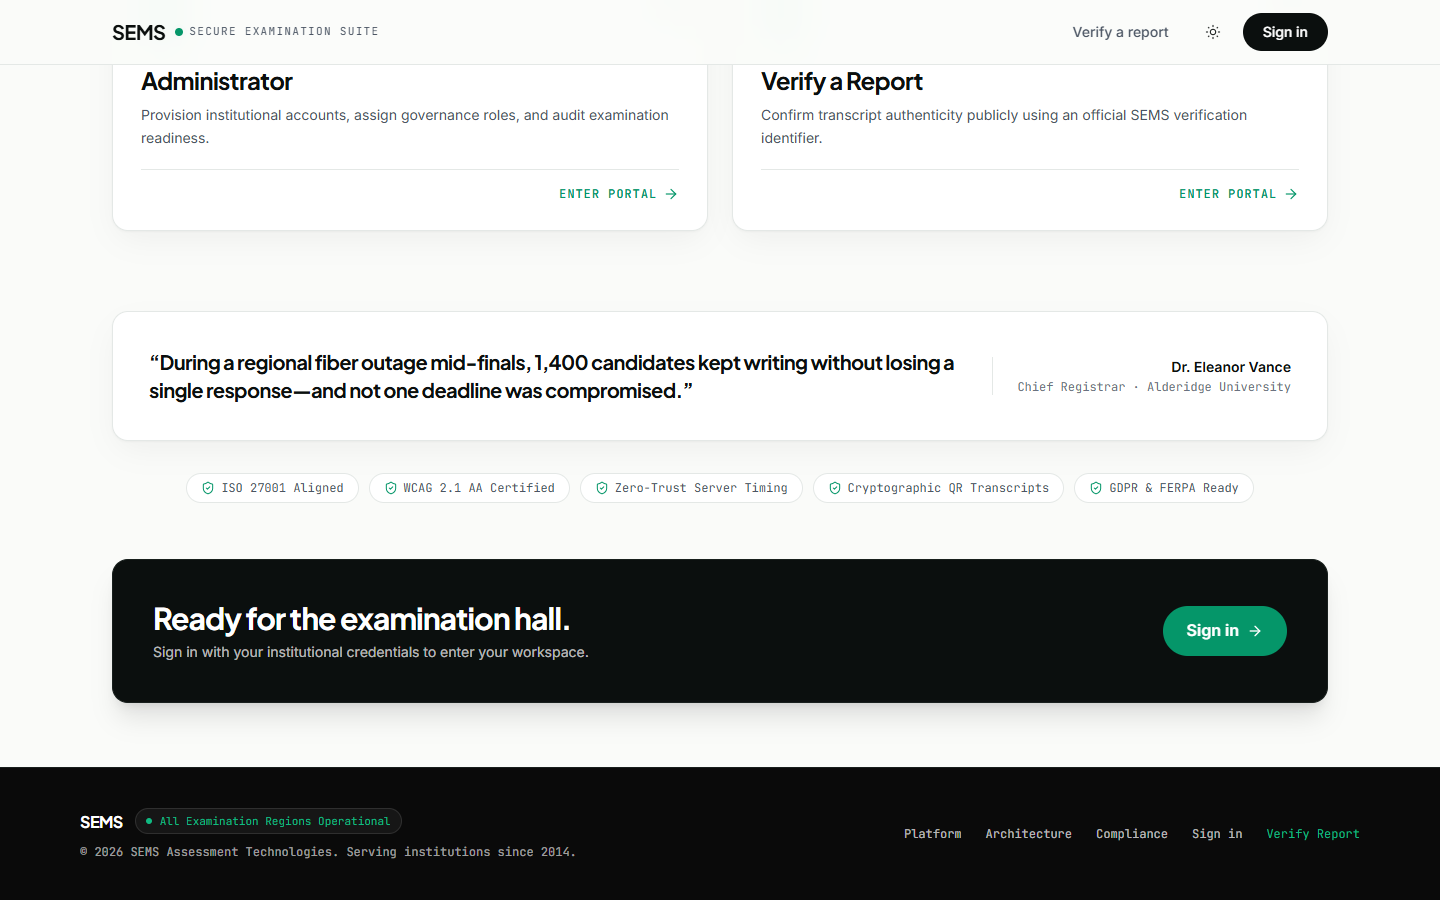 SEMS
SECURE EXAMINATION SUITE
Verify a report
Sign in
Administrator
Provision institutional accounts, assign governance roles, and audit examination
readiness.
ENTER PORTAL →
Verify a Report
Confirm transcript authenticity publicly using an official SEMS verification
identifier.
ENTER PORTAL →
“During a regional fiber outage mid-finals, 1,400 candidates kept writing without losing a
single response—and not one deadline was compromised.”
Dr. Eleanor Vance
Chief Registrar · Alderidge University
ISO 27001 Aligned
WCAG 2.1 AA Certified
Zero-Trust Server Timing
Cryptographic QR Transcripts
GDPR & FERPA Ready
Ready for the examination hall.
Sign in with your institutional credentials to enter your workspace.
Sign in →
SEMS
All Examination Regions Operational
© 2026 SEMS Assessment Technologies. Serving institutions since 2014.
Platform
Architecture
Compliance
Sign in
Verify Report